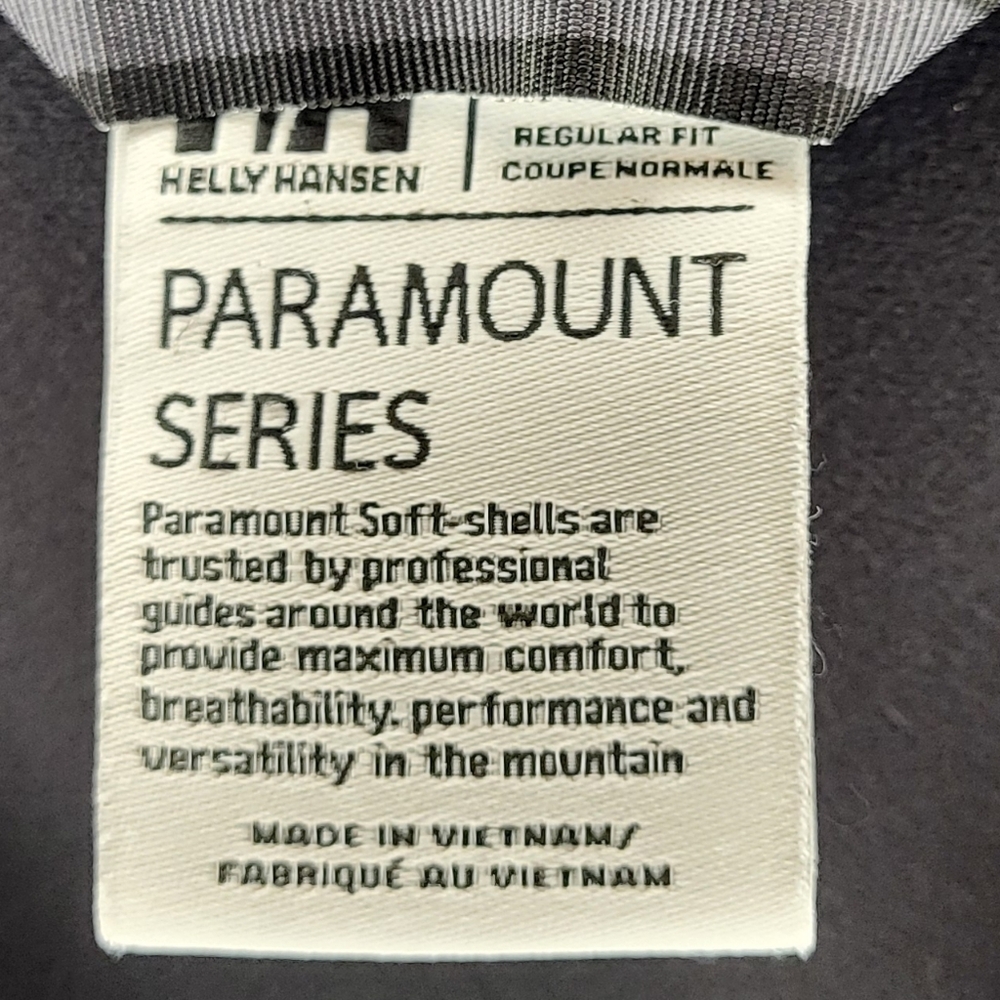 HELLY HANSEN
REGULAR FIT
COUPE NORMALE
PARAMOUNT
SERIES
Paramount Soft-shells are
trusted by professional
guides around the world to
provide maximum comfort,
breathability. performance and
versatility in the mountain
MADE IN VIETNAM/
FABRIQUÉ AU VIETNAM